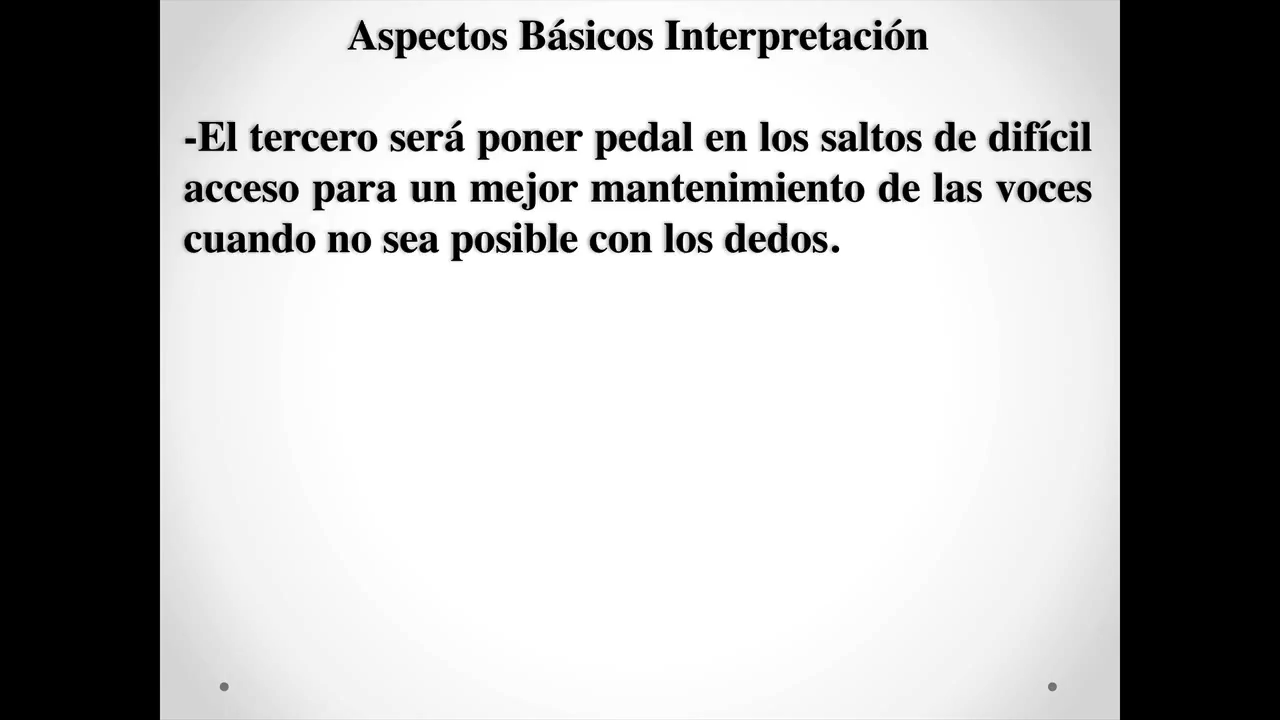 Aspectos Básicos Interpretación
-El tercero será poner pedal en los saltos de difícil
acceso para un mejor mantenimiento de las voces
cuando no sea posible con los dedos.